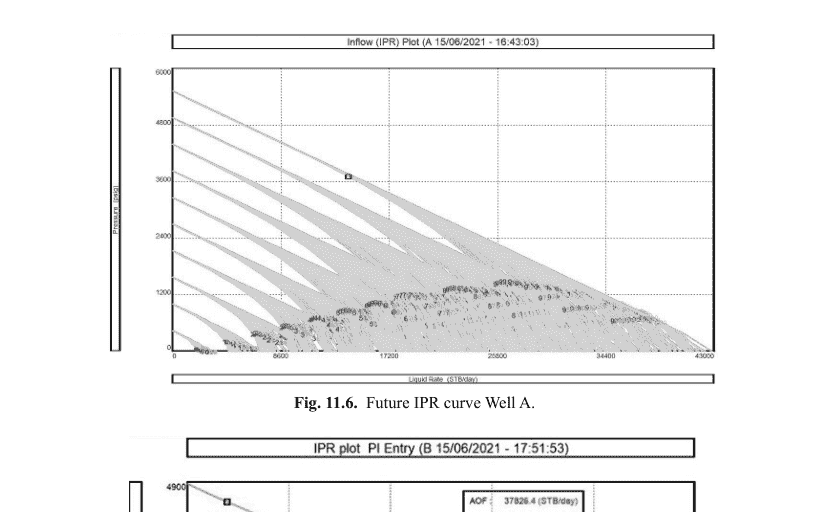 Inflow (IPR) Plot (A 15/06/2021 - 16:43:03)
6000
4800
3600
2400
1200
0
Pressure (psig)
0 8600 17200 25800 34400 43000
Liquid Rate (STB/day)
Fig. 11.6. Future IPR curve Well A.
IPR plot PI Entry (B 15/06/2021 - 17:51:53)
4900
AOF : 37826.4 (STB/day)